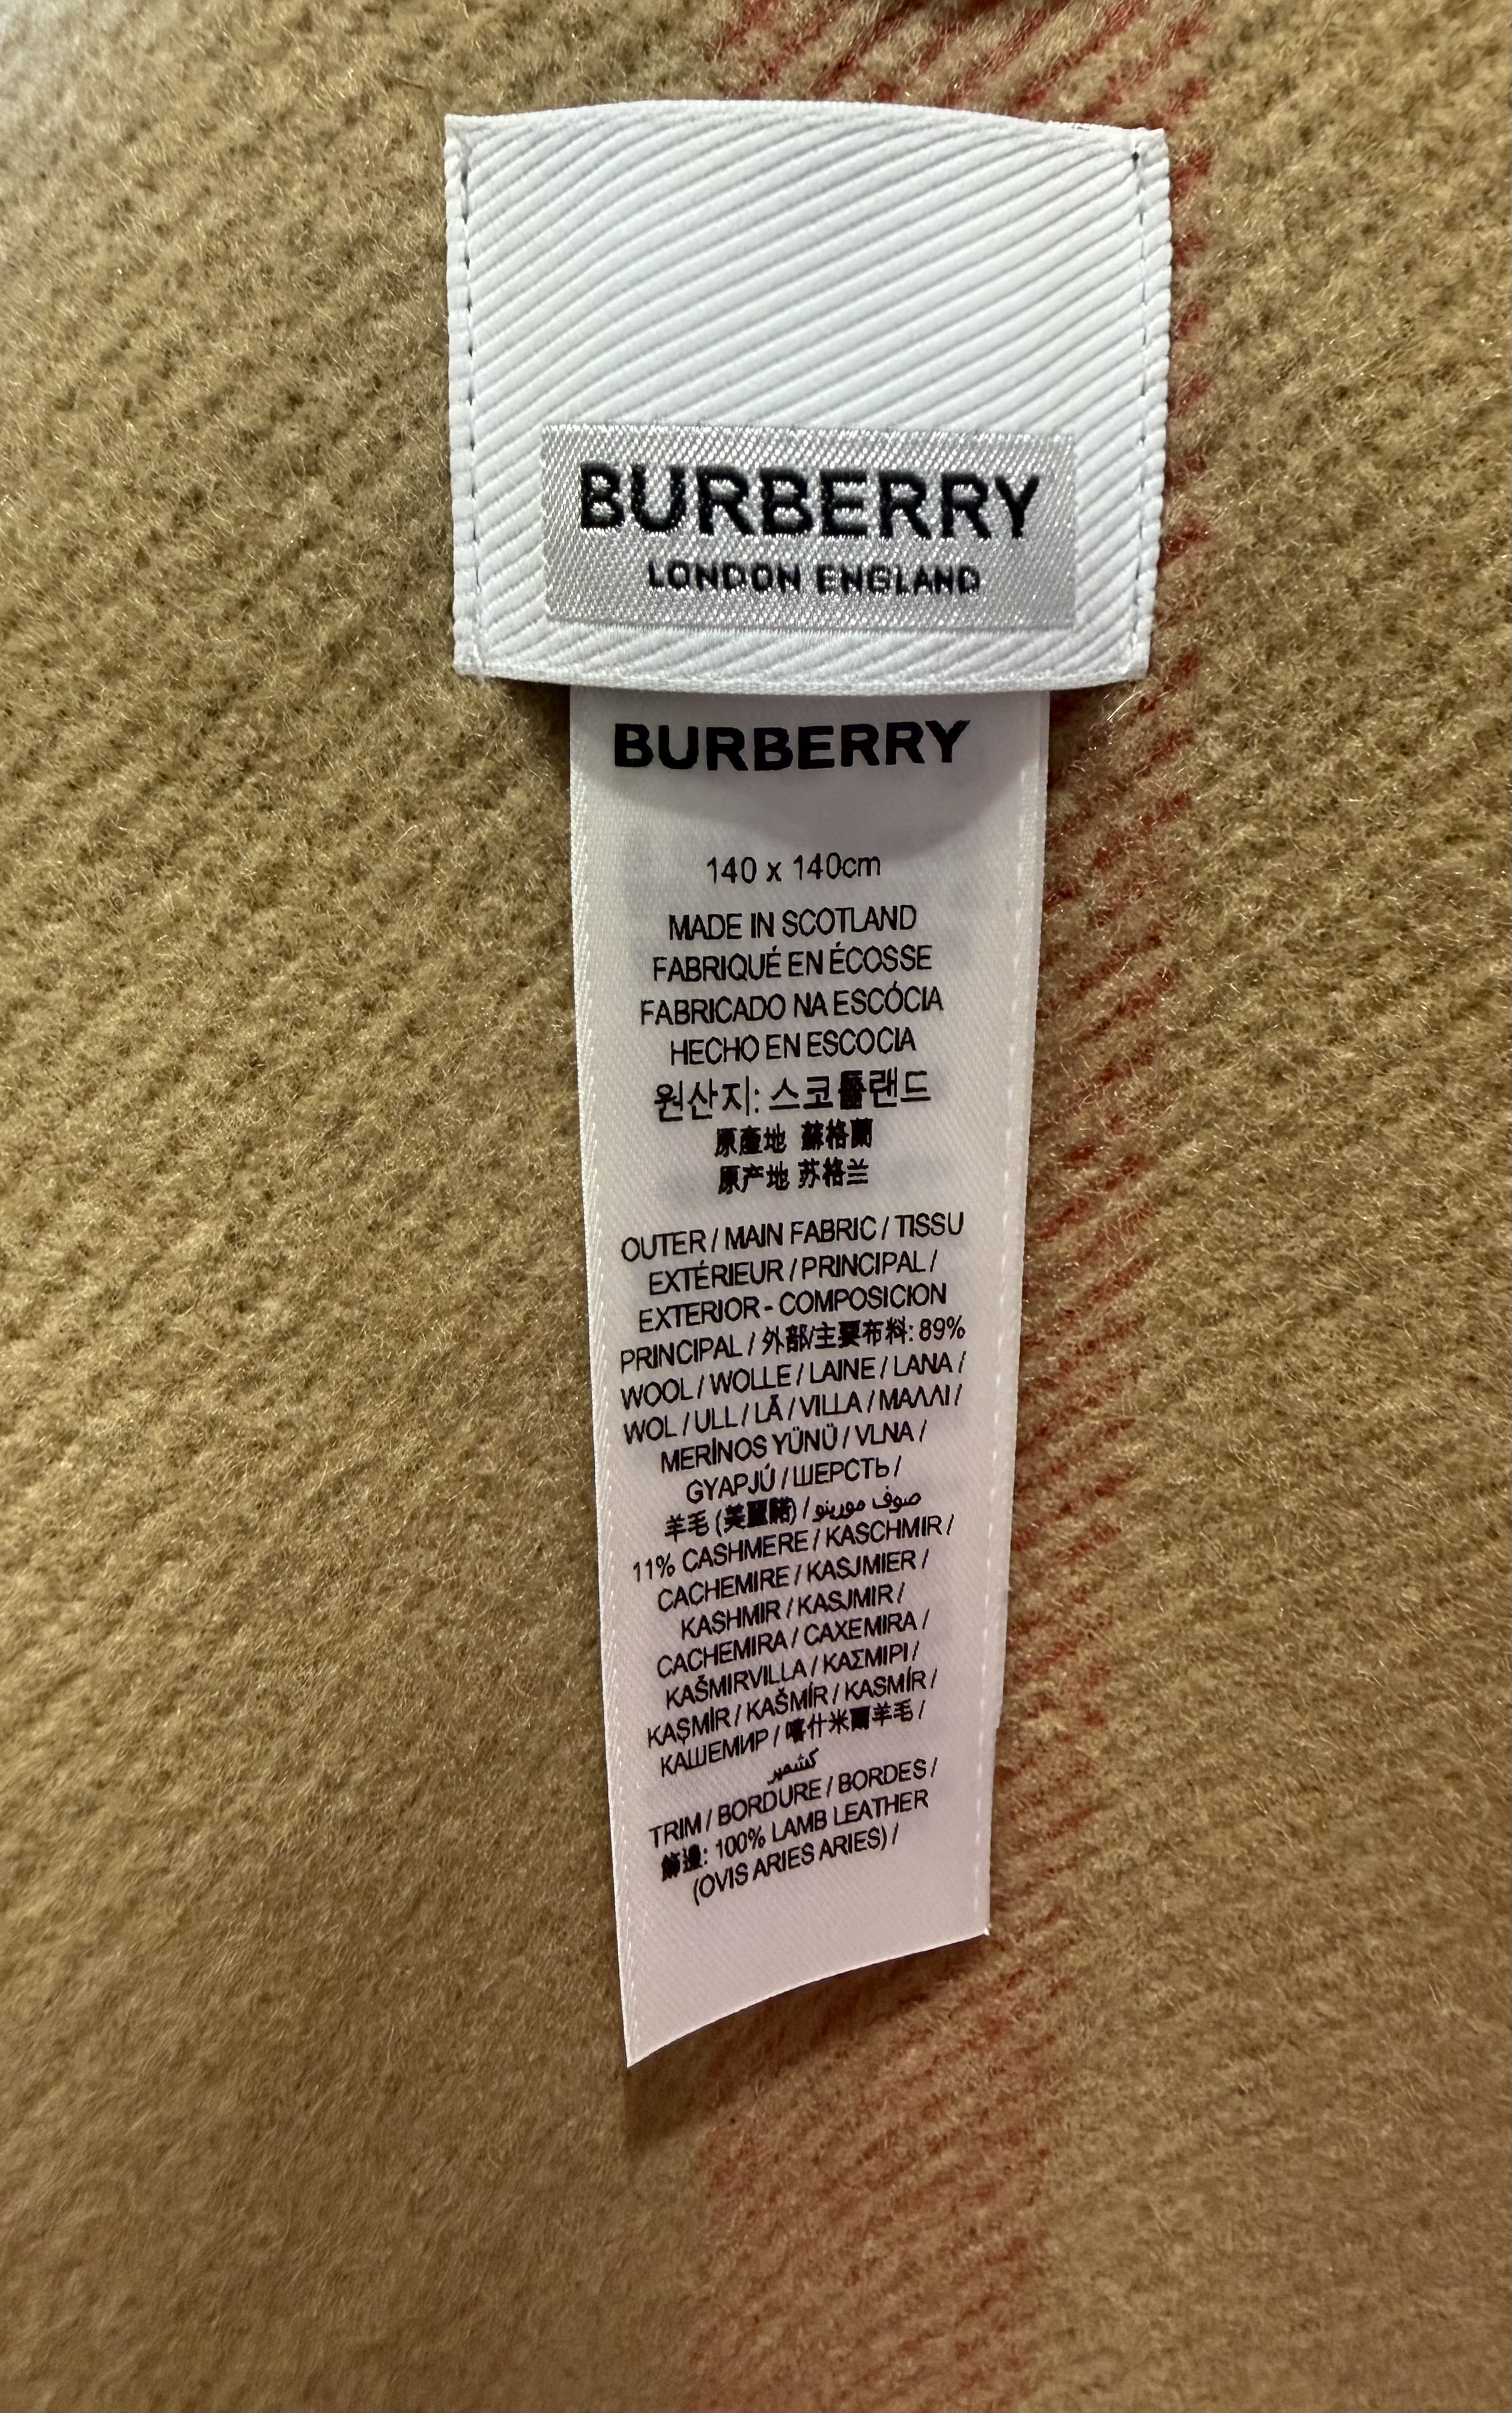 BURBERRY
LONDON ENGLAND
BURBERRY
140 x 140cm
MADE IN SCOTLAND
FABRIQUÉ EN ÉCOSSE
FABRICADO NA ESCÓCIA
HECHO EN ESCOCIA
원산지: 스코틀랜드
原產地 蘇格蘭
原产地 苏格兰
OUTER / MAIN FABRIC / TISSU
EXTÉRIEUR / PRINCIPAL /
EXTERIOR - COMPOSICION
PRINCIPAL / 外部/主要布料: 89%
WOOL / WOLLE / LAINE / LANA /
WOL / ULL / LÃ / VILLA / ΜΑΛΛΙ /
MERİNOS YÜNÜ / VLNA /
GYAPJÚ / ШЕРСТЬ /
羊毛 (美麗諾) / صوف مورينو
11% CASHMERE / KASCHMIR /
CACHEMIRE / KASJMIER /
KASHMIR / KASJMIR /
CACHEMIRA / CAXEMIRA /
KAŠMIRVILLA / ΚΑΣΜΙΡΙ /
KAŞMİR / KAŠMÍR / KASMÍR /
КАШЕМИР / 喀什米爾羊毛 /
كشمير
TRIM / BORDURE / BORDES /
飾邊: 100% LAMB LEATHER
(OVIS ARIES ARIES) /